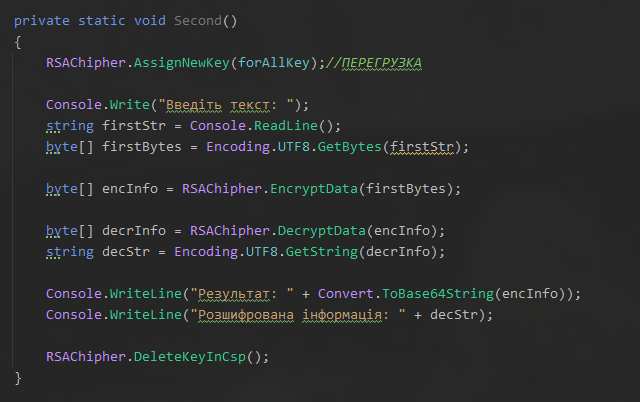 private static void Second()
{
RSAChipher.AssignNewKey(forAllKey);//ПЕРЕГРУЗКА
Console.Write("Введіть текст: ");
string firstStr = Console.ReadLine();
byte[] firstBytes = Encoding.UTF8.GetBytes(firstStr);
byte[] encInfo = RSAChipher.EncryptData(firstBytes);
byte[] decrInfo = RSAChipher.DecryptData(encInfo);
string decStr = Encoding.UTF8.GetString(decrInfo);
Console.WriteLine("Результат: " + Convert.ToBase64String(encInfo));
Console.WriteLine("Розшифрована інформація: " + decStr);
RSAChipher.DeleteKeyInCsp();
}